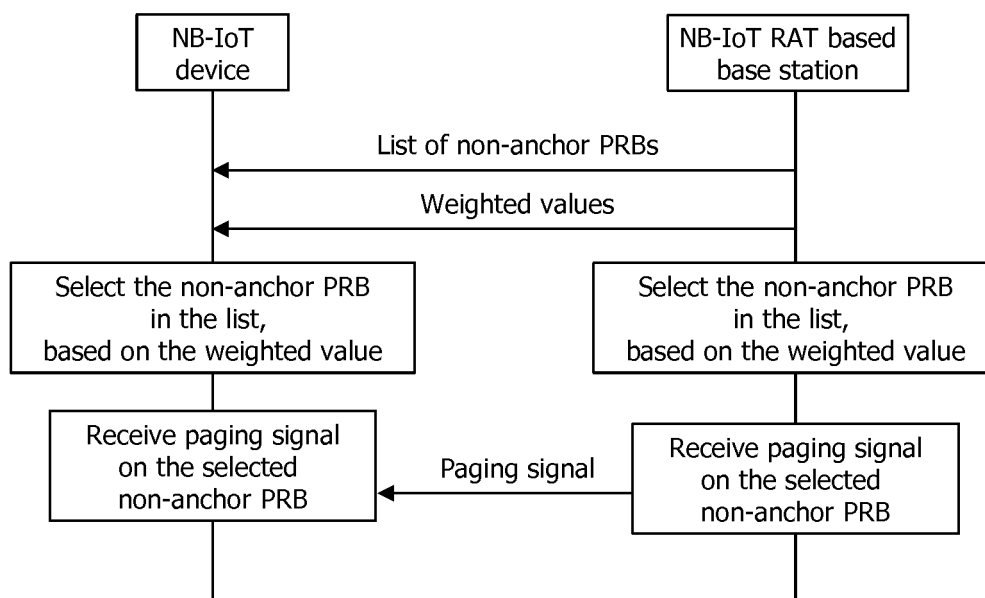 NB-IoT
device
NB-IoT RAT based
base station
List of non-anchor PRBs
Weighted values
Select the non-anchor PRB
in the list,
based on the weighted value
Select the non-anchor PRB
in the list,
based on the weighted value
Receive paging signal
on the selected
non-anchor PRB
Paging signal
Receive paging signal
on the selected
non-anchor PRB